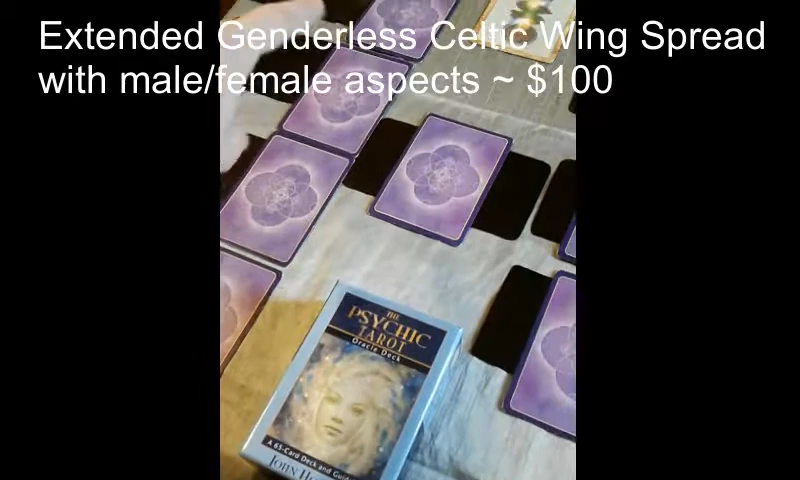 Extended Genderless Celtic Wing Spread
with male/female aspects ~ $100
THE
PSYCHIC
TAROT
Oracle Deck
A 65-Card Deck and
JOHN